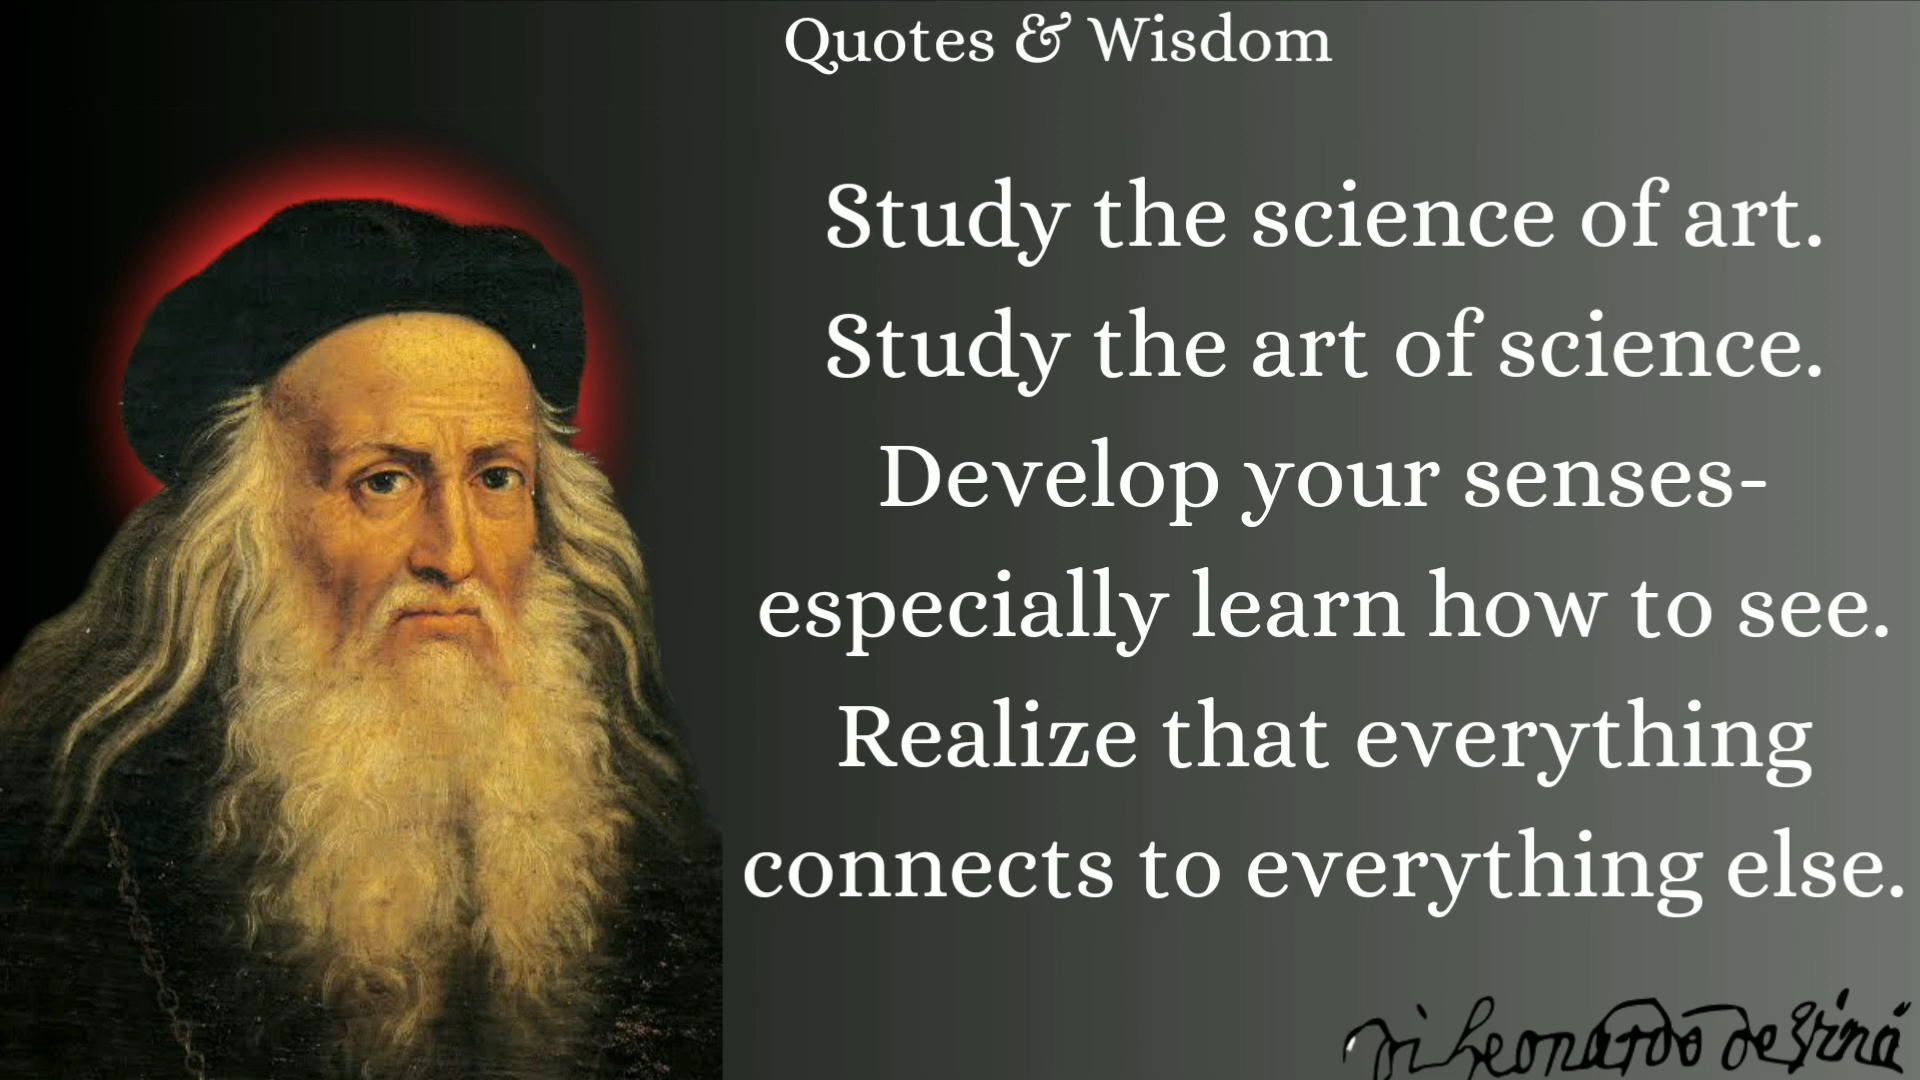 Quotes & Wisdom
Study the science of art.
Study the art of science.
Develop your senses-
especially learn how to see.
Realize that everything
connects to everything else.